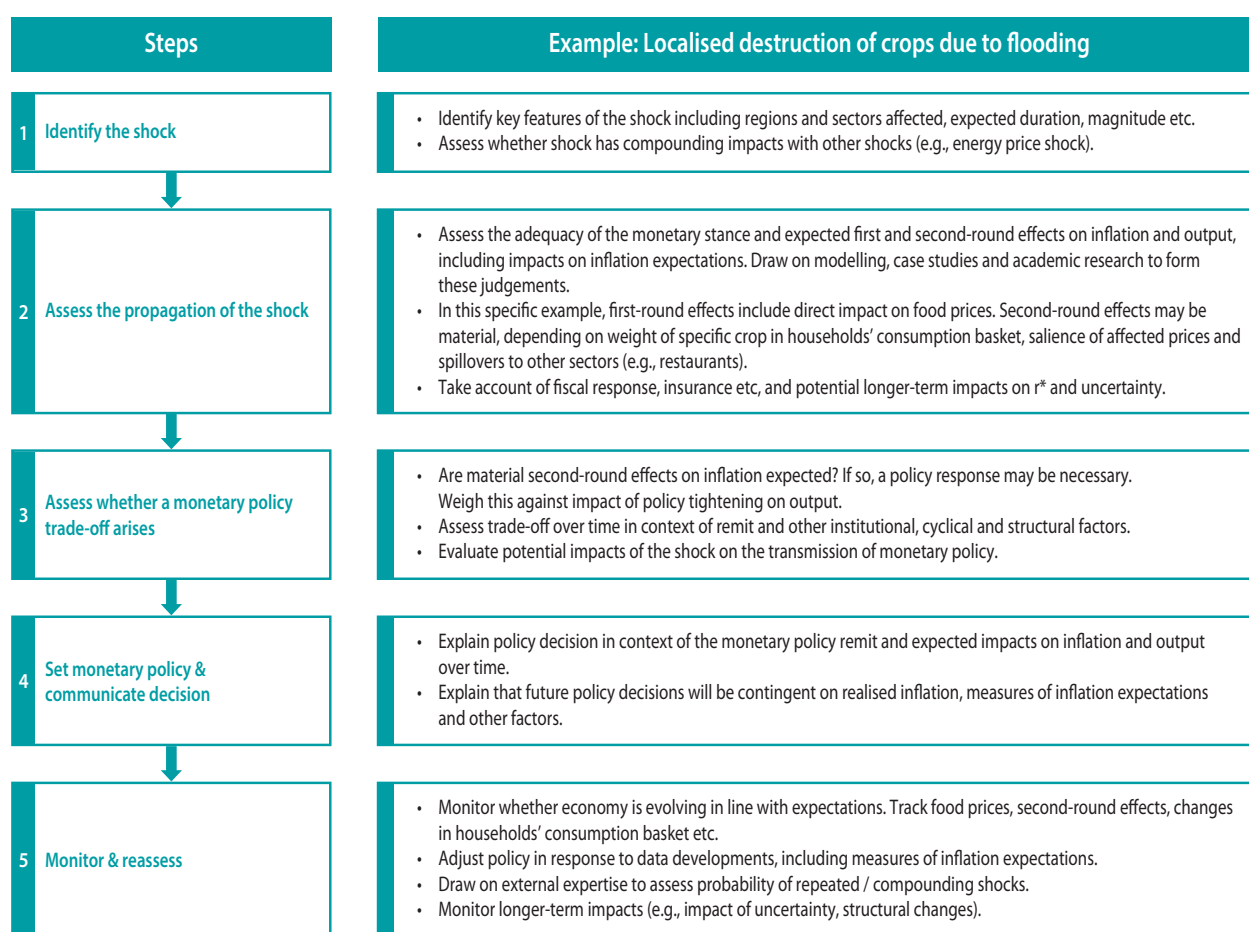 Steps
Example: Localised destruction of crops due to flooding
1 Identify the shock
• Identify key features of the shock including regions and sectors affected, expected duration, magnitude etc.
• Assess whether shock has compounding impacts with other shocks (e.g., energy price shock).
2 Assess the propagation of the shock
• Assess the adequacy of the monetary stance and expected first and second-round effects on inflation and output,
including impacts on inflation expectations. Draw on modelling, case studies and academic research to form
these judgements.
• In this specific example, first-round effects include direct impact on food prices. Second-round effects may be
material, depending on weight of specific crop in households’ consumption basket, salience of affected prices and
spillovers to other sectors (e.g., restaurants).
• Take account of fiscal response, insurance etc, and potential longer-term impacts on r* and uncertainty.
3 Assess whether a monetary policy
trade-off arises
• Are material second-round effects on inflation expected? If so, a policy response may be necessary.
Weigh this against impact of policy tightening on output.
• Assess trade-off over time in context of remit and other institutional, cyclical and structural factors.
• Evaluate potential impacts of the shock on the transmission of monetary policy.
4 Set monetary policy &
communicate decision
• Explain policy decision in context of the monetary policy remit and expected impacts on inflation and output
over time.
• Explain that future policy decisions will be contingent on realised inflation, measures of inflation expectations
and other factors.
5 Monitor & reassess
• Monitor whether economy is evolving in line with expectations. Track food prices, second-round effects, changes
in households’ consumption basket etc.
• Adjust policy in response to data developments, including measures of inflation expectations.
• Draw on external expertise to assess probability of repeated / compounding shocks.
• Monitor longer-term impacts (e.g., impact of uncertainty, structural changes).